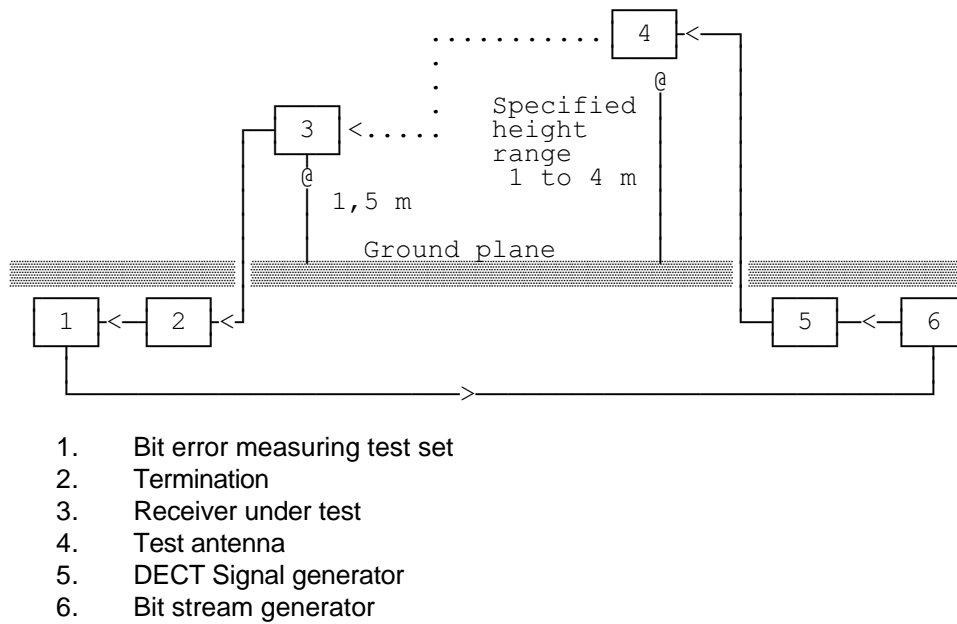 4
Specified
height
range
1 to 4 m
3
@
@
1,5 m
Ground plane
1
2
5
6
1. Bit error measuring test set
2. Termination
3. Receiver under test
4. Test antenna
5. DECT Signal generator
6. Bit stream generator